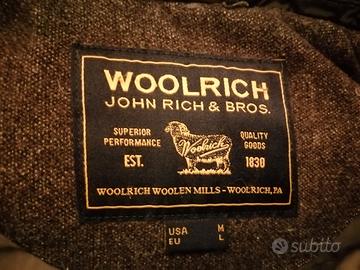 WOOLRICH
JOHN RICH & BROS.
SUPERIOR PERFORMANCE
QUALITY GOODS
Woolrich
EST. 1830
WOOLRICH WOOLEN MILLS - WOOLRICH, PA
USA M
EU L
subito